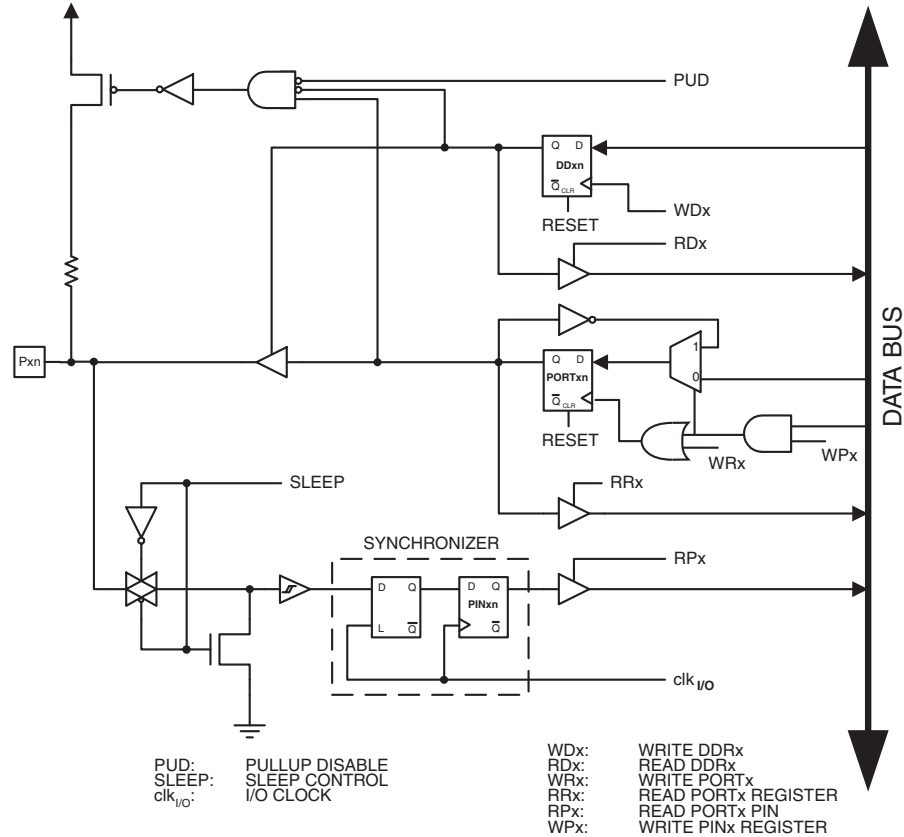 PUD
Q D
DDxn
Q CLR
WDx
RESET
RDx
DATA BUS
Pxn
1
0
Q D
PORTxn
Q CLR
RESET
WRx
WPx
SLEEP
RRx
SYNCHRONIZER
RPx
D Q
L Q
D Q
PINxn
Q
clk I/O
PUD: PULLUP DISABLE
SLEEP: SLEEP CONTROL
clk I/O: I/O CLOCK
WDx: WRITE DDRx
RDx: READ DDRx
WRx: WRITE PORTx
RRx: READ PORTx REGISTER
RPx: READ PORTx PIN
WPx: WRITE PINx REGISTER